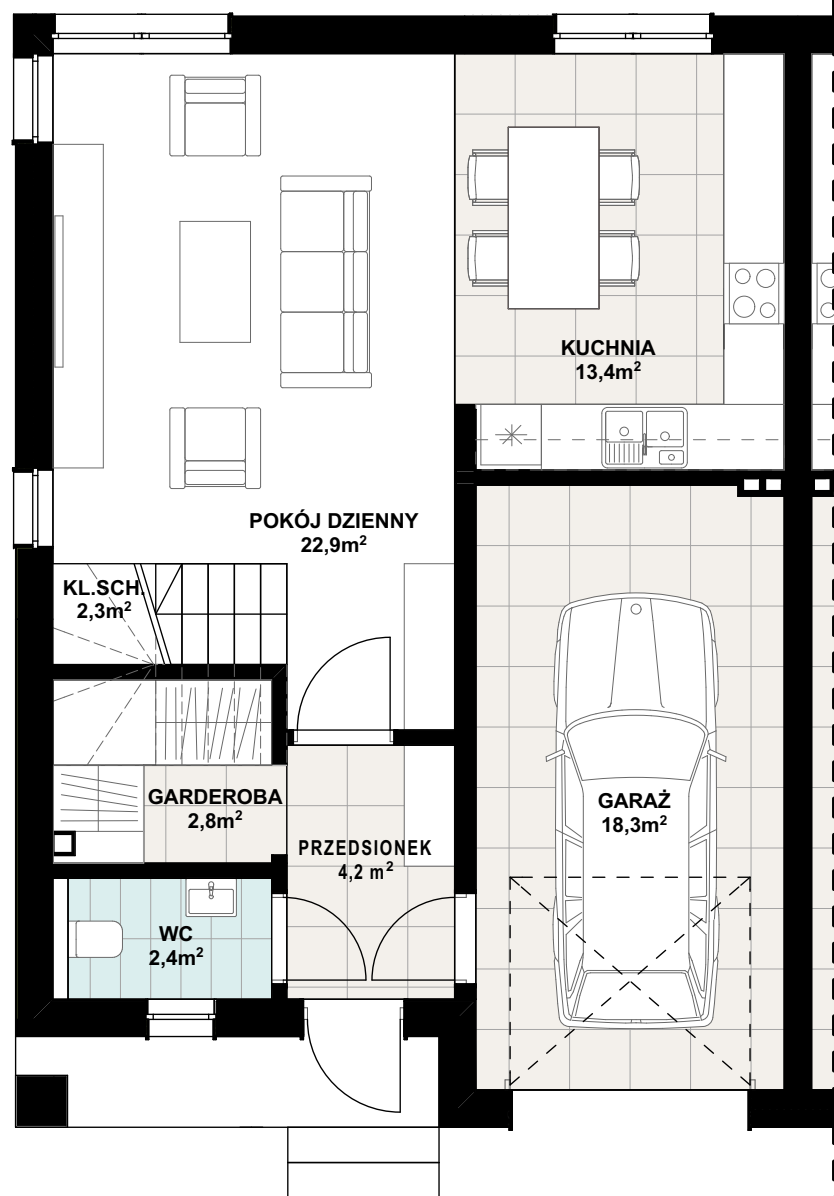 KUCHNIA
13,4m²
POKÓJ DZIENNY
22,9m²
KL.SCH.
2,3m²
GARDEROBA
2,8m²
GARAŻ
18,3m²
PRZEDSIONEK
4,2 m²
WC
2,4m²